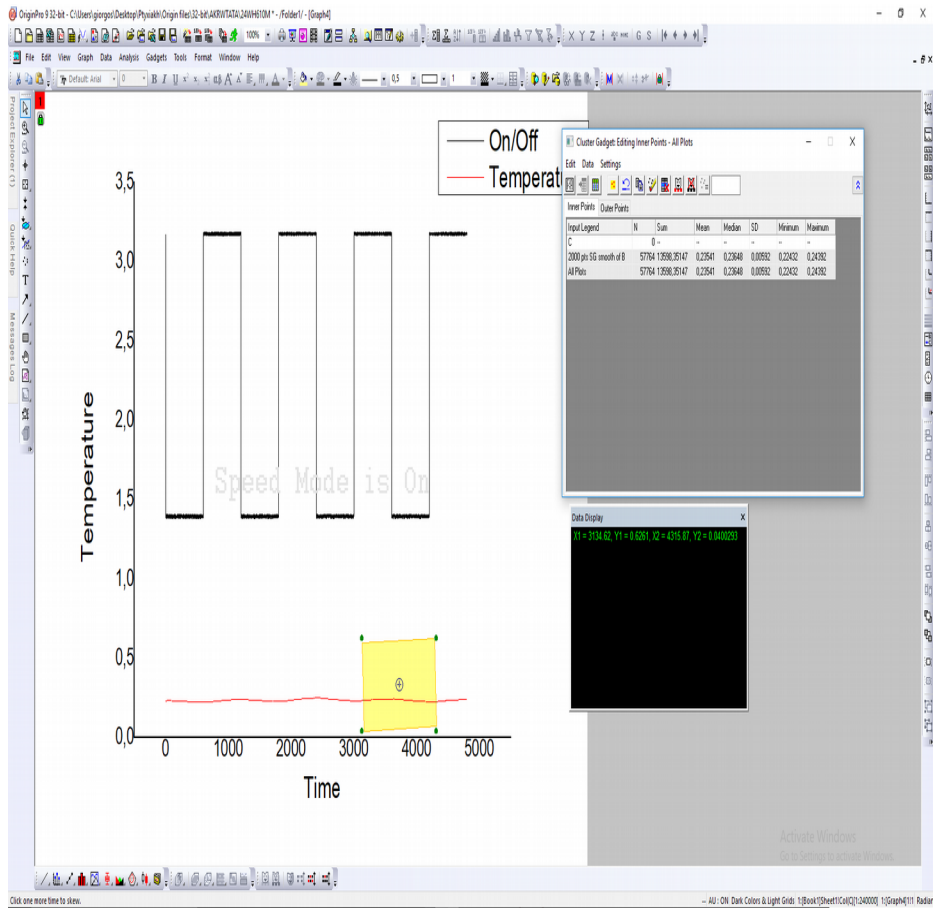 OriginPro 9 32-bit - C:\Users\giorgos\Desktop\Ptyxiakh\Origin files\32-bit\AKRWTATA\24WH610M * - /Folder1/ - [Graph4]
100%
X Y Z
G S
File Edit View Graph Data Analysis Gadgets Tools Format Window Help
Default: Arial 0 B I U 0,5 1
Project Explorer (1)
Quick Help
Messages Log
1
On/Off
Temperatu
3,5
3,0
2,5
2,0
1,5
1,0
0,5
0,0
Temperature
Speed Mode is On
0 1000 2000 3000 4000 5000
Time
Cluster Gadget: Editing Inner Points - All Plots
Edit Data Settings
Inner Points Outer Points
Input Legend N Sum Mean Median SD Minimum Maximum
C 0 -- -- -- -- -- --
2000 pts SG smooth of B 57764 13598,35147 0,23541 0,23648 0,00592 0,22432 0,24392
All Plots 57764 13598,35147 0,23541 0,23648 0,00592 0,22432 0,24392
Data Display X
X1 = 3134.62, Y1 = 0.6261, X2 = 4315.87, Y2 = 0.0400293
Activate Windows
Go to Settings to activate Windows.
Click one more time to skew.
-- AU : ON Dark Colors & Light Grids 1:[Book1]Sheet1!Col(C)[1:240000] 1:[Graph4]1!1 Radian